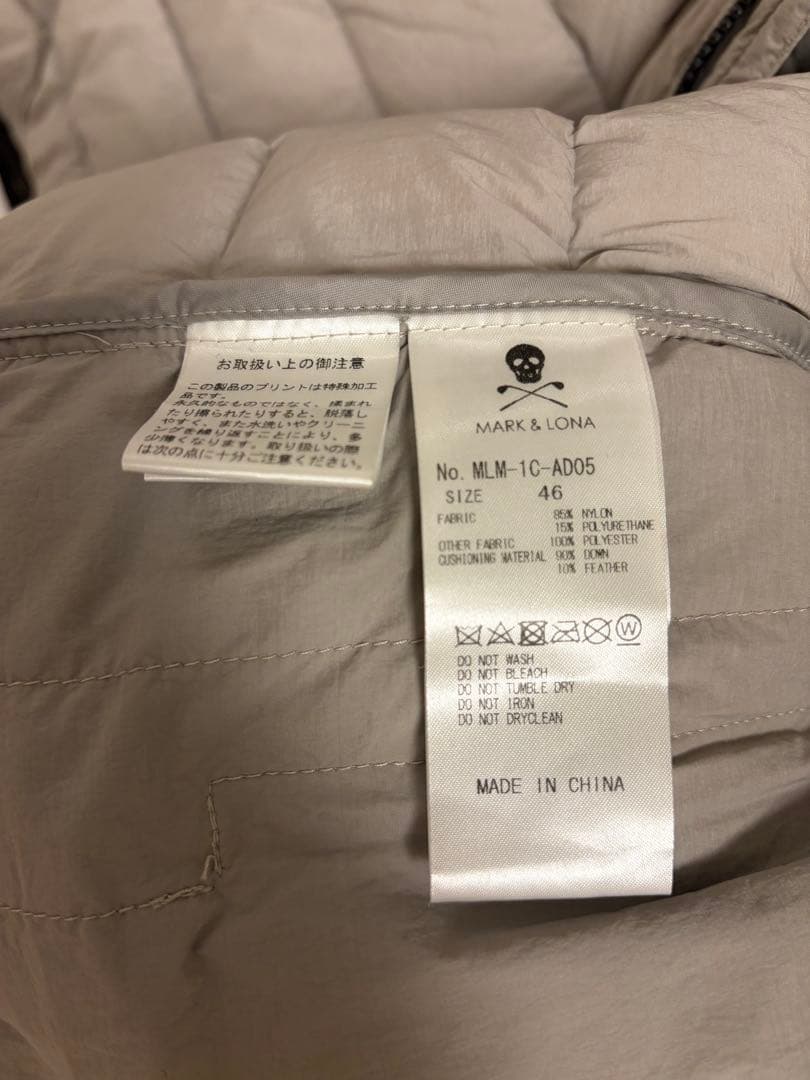 お取扱い上の御注意
この製品のプリントは特殊加工
品です。
永久的なものではなく、揉まれ
たり擦られたりすると、脱落し
やすく、また水洗いやクリーニ
ングを繰り返すことにより、多
少薄くなります。取り扱いの際
は次の点に十分ご注意ください。
MARK & LONA
No. MLM-1C-AD05
SIZE 46
FABRIC 85% NYLON
15% POLYURETHANE
OTHER FABRIC 100% POLYESTER
CUSHIONING MATERIAL 90% DOWN
10% FEATHER
W
DO NOT WASH
DO NOT BLEACH
DO NOT TUMBLE DRY
DO NOT IRON
DO NOT DRYCLEAN
MADE IN CHINA